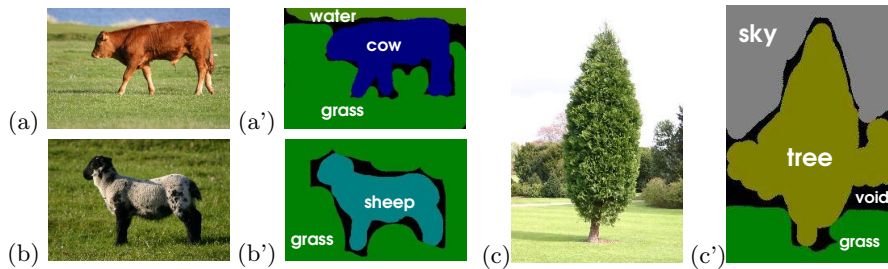 (a)
(a')
water
cow
grass
(b)
(b')
sheep
grass
(c)
(c')
sky
tree
void
grass